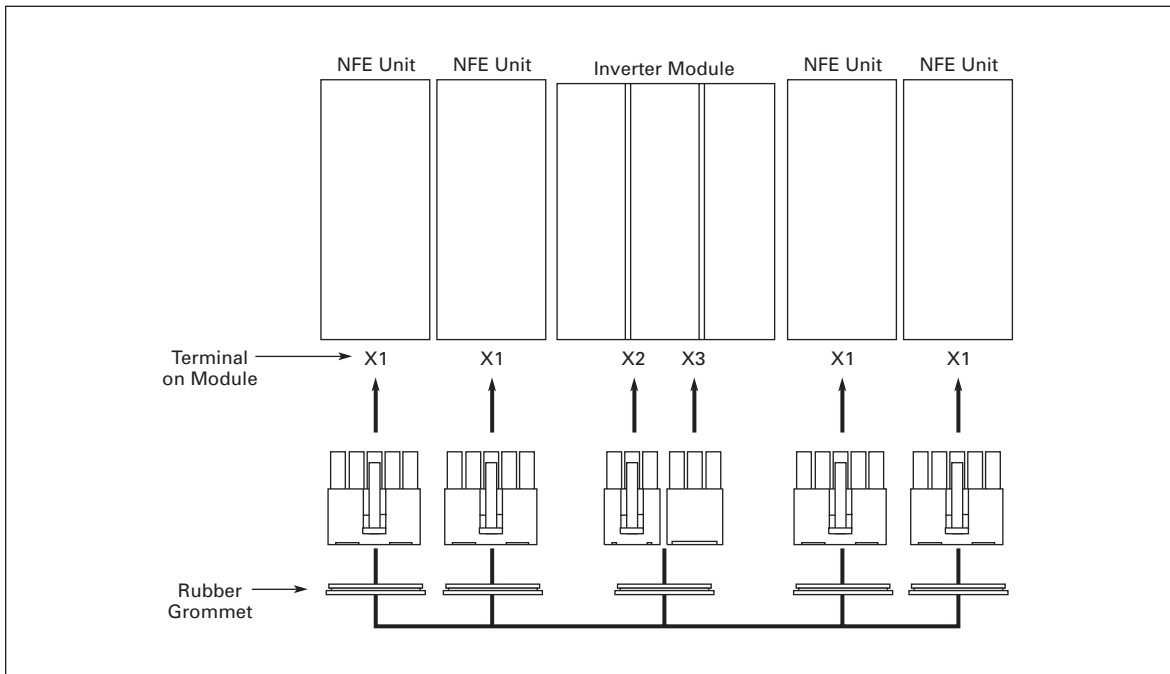 NFE Unit
NFE Unit
Inverter Module
NFE Unit
NFE Unit
Terminal
on Module
X1
X1
X2
X3
X1
X1
Rubber
Grommet